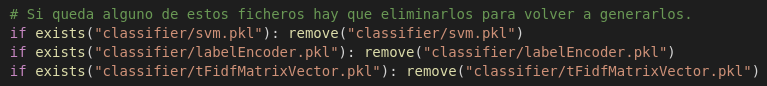 # Si queda alguno de estos ficheros hay que eliminarlos para volver a generarlos.
if exists("classifier/svm.pkl"): remove("classifier/svm.pkl")
if exists("classifier/labelEncoder.pkl"): remove("classifier/labelEncoder.pkl")
if exists("classifier/tFidfMatrixVector.pkl"): remove("classifier/tFidfMatrixVector.pkl")